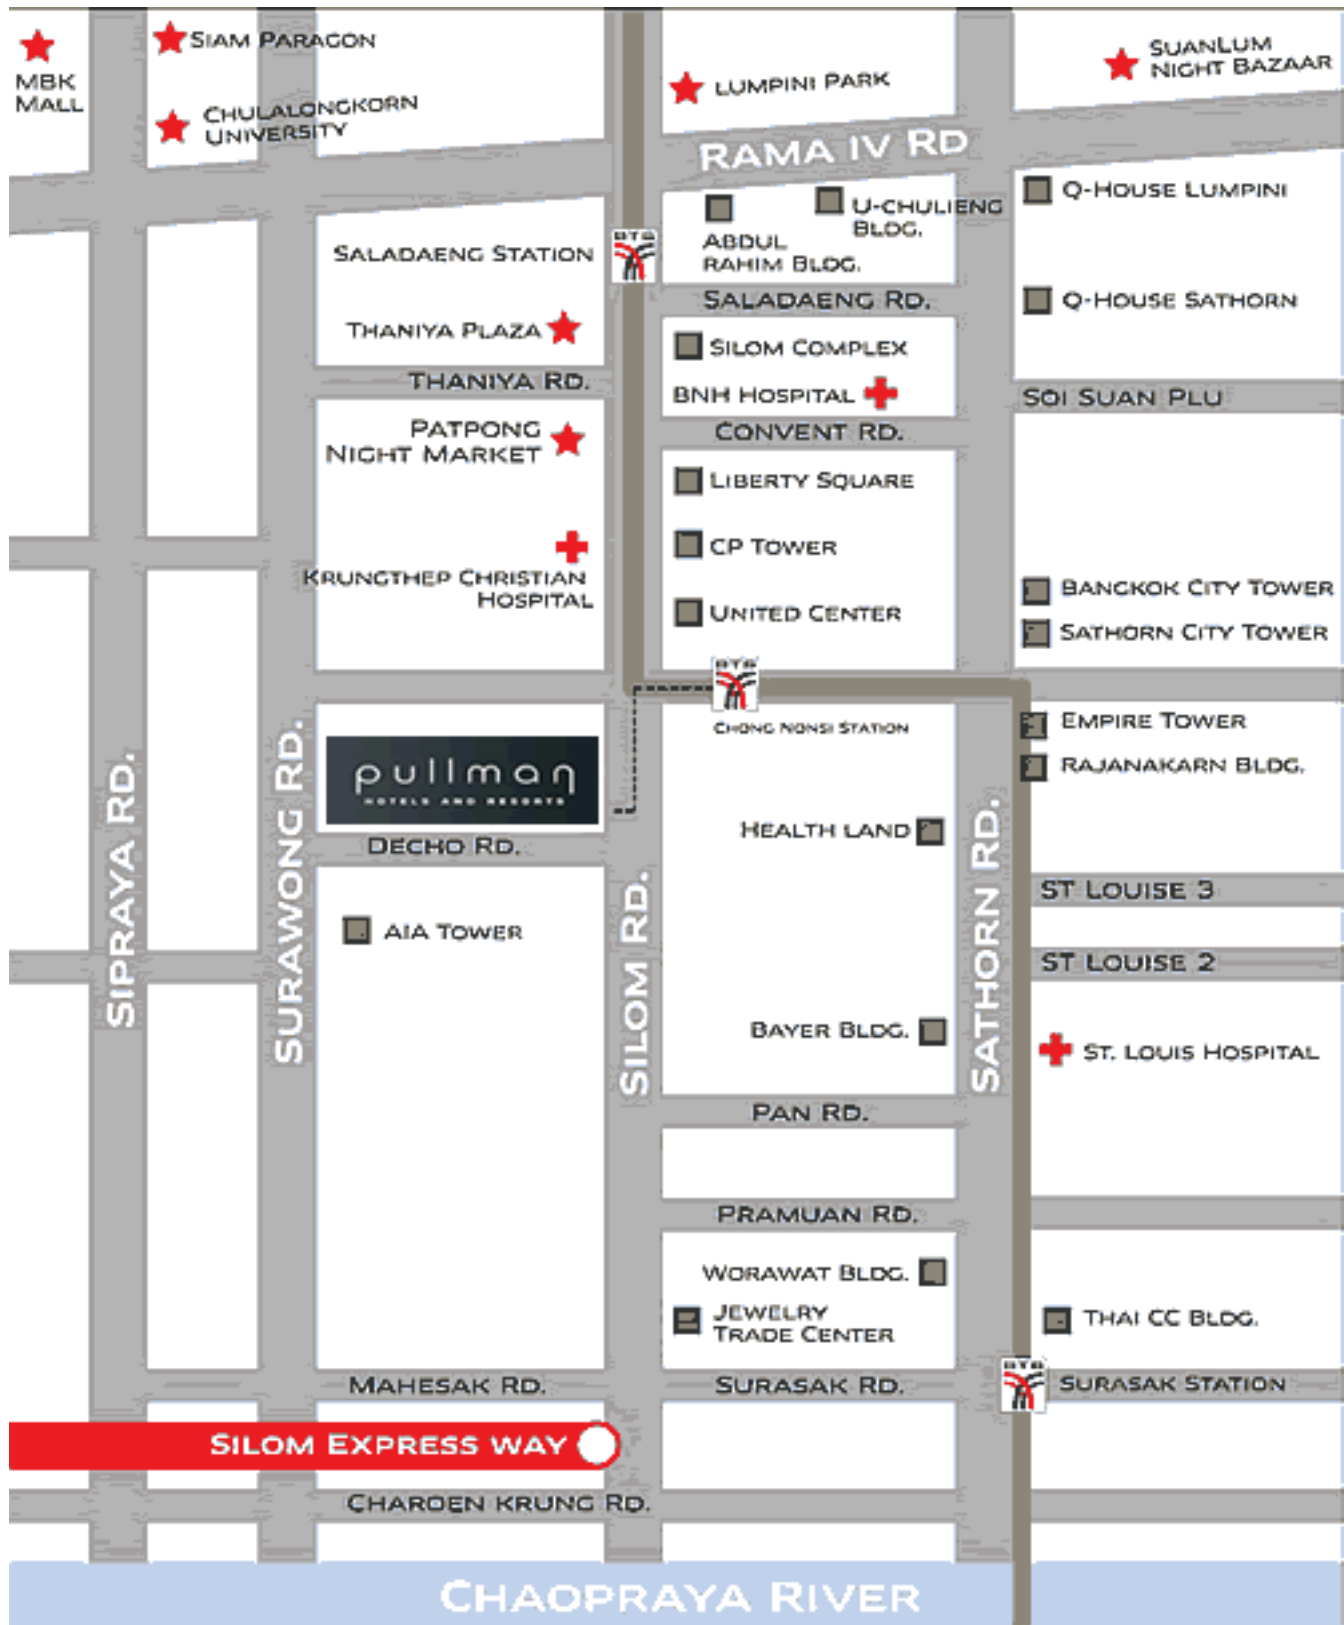 MBK
MALL
SIAM PARAGON
CHULALONGKORN
UNIVERSITY
LUMPINI PARK
SUANLUM
NIGHT BAZAAR
RAMA IV RD
Q-HOUSE LUMPINI
U-CHULIENG
BLDG.
ABDUL
RAHIM BLDG.
SALADAENG STATION
BTS
SALADAENG RD.
Q-HOUSE SATHORN
THANIYA PLAZA
SILOM COMPLEX
THANIYA RD.
BNH HOSPITAL
SOI SUAN PLU
PATPONG
NIGHT MARKET
CONVENT RD.
LIBERTY SQUARE
CP TOWER
KRUNGTHEP CHRISTIAN
HOSPITAL
UNITED CENTER
BANGKOK CITY TOWER
SATHORN CITY TOWER
BTS
CHONG NONSI STATION
EMPIRE TOWER
RAJANAKARN BLDG.
pullman
HOTELS AND RESORTS
DECHO RD.
HEALTH LAND
SIPRAYA RD.
SURAWONG RD.
SILOM RD.
SATHORN RD.
ST LOUISE 3
AIA TOWER
ST LOUISE 2
BAYER BLDG.
ST. LOUIS HOSPITAL
PAN RD.
PRAMUAN RD.
WORAWAT BLDG.
JEWELRY
TRADE CENTER
THAI CC BLDG.
MAHESAK RD.
SURASAK RD.
BTS
SURASAK STATION
SILOM EXPRESS WAY
CHAROEN KRUNG RD.
CHAOPRAYA RIVER